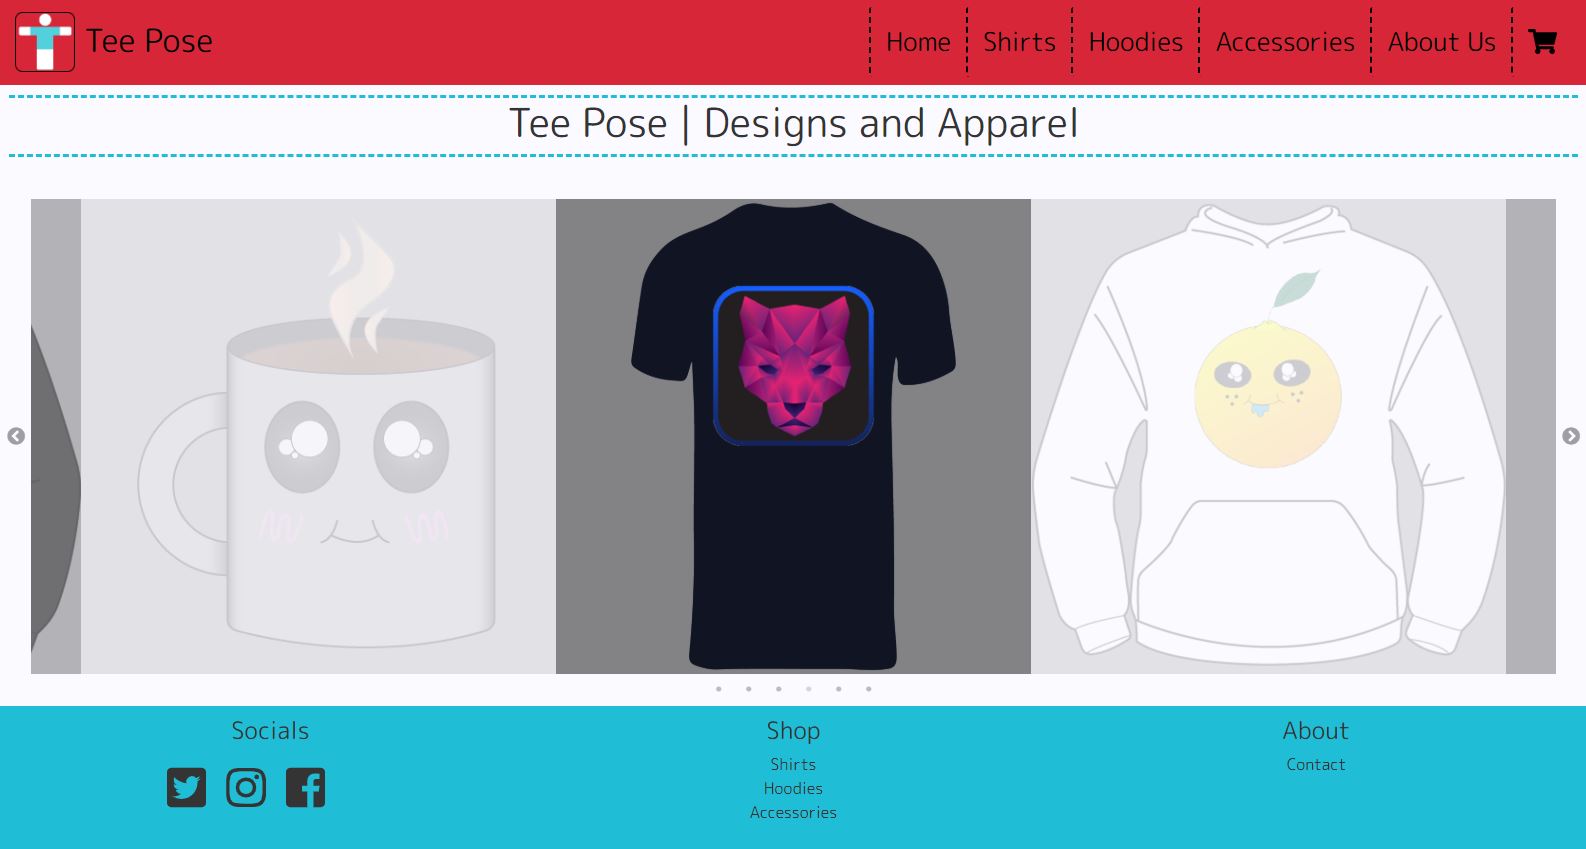 Tee Pose
Home
Shirts
Hoodies
Accessories
About Us
Tee Pose | Designs and Apparel
Socials
Shop
Shirts
Hoodies
Accessories
About
Contact